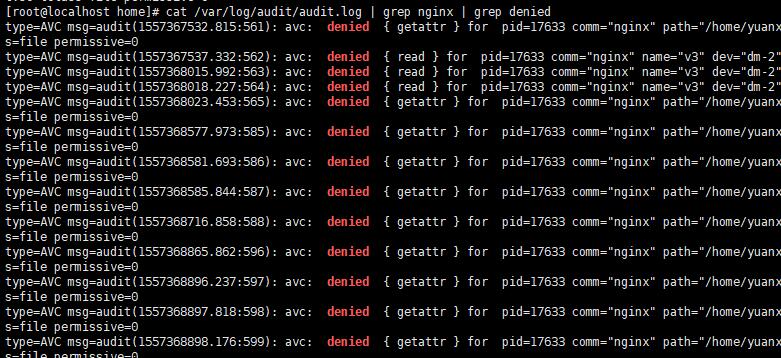 [root@localhost home]# cat /var/log/audit/audit.log | grep nginx | grep denied
type=AVC msg=audit(1557367532.815:561): avc:  denied  { getattr } for  pid=17633 comm="nginx" path="/home/yuanx
s=file permissive=0
type=AVC msg=audit(1557367537.332:562): avc:  denied  { read } for  pid=17633 comm="nginx" name="v3" dev="dm-2"
type=AVC msg=audit(1557368015.992:563): avc:  denied  { read } for  pid=17633 comm="nginx" name="v3" dev="dm-2"
type=AVC msg=audit(1557368018.227:564): avc:  denied  { read } for  pid=17633 comm="nginx" name="v3" dev="dm-2"
type=AVC msg=audit(1557368023.453:565): avc:  denied  { getattr } for  pid=17633 comm="nginx" path="/home/yuanx
s=file permissive=0
type=AVC msg=audit(1557368577.973:585): avc:  denied  { getattr } for  pid=17633 comm="nginx" path="/home/yuanx
s=file permissive=0
type=AVC msg=audit(1557368581.693:586): avc:  denied  { getattr } for  pid=17633 comm="nginx" path="/home/yuanx
s=file permissive=0
type=AVC msg=audit(1557368585.844:587): avc:  denied  { getattr } for  pid=17633 comm="nginx" path="/home/yuanx
s=file permissive=0
type=AVC msg=audit(1557368716.858:588): avc:  denied  { getattr } for  pid=17633 comm="nginx" path="/home/yuanx
s=file permissive=0
type=AVC msg=audit(1557368865.862:596): avc:  denied  { getattr } for  pid=17633 comm="nginx" path="/home/yuanx
s=file permissive=0
type=AVC msg=audit(1557368896.237:597): avc:  denied  { getattr } for  pid=17633 comm="nginx" path="/home/yuanx
s=file permissive=0
type=AVC msg=audit(1557368897.818:598): avc:  denied  { getattr } for  pid=17633 comm="nginx" path="/home/yuanx
s=file permissive=0
type=AVC msg=audit(1557368898.176:599): avc:  denied  { getattr } for  pid=17633 comm="nginx" path="/home/yuanx
s=file permissive=0